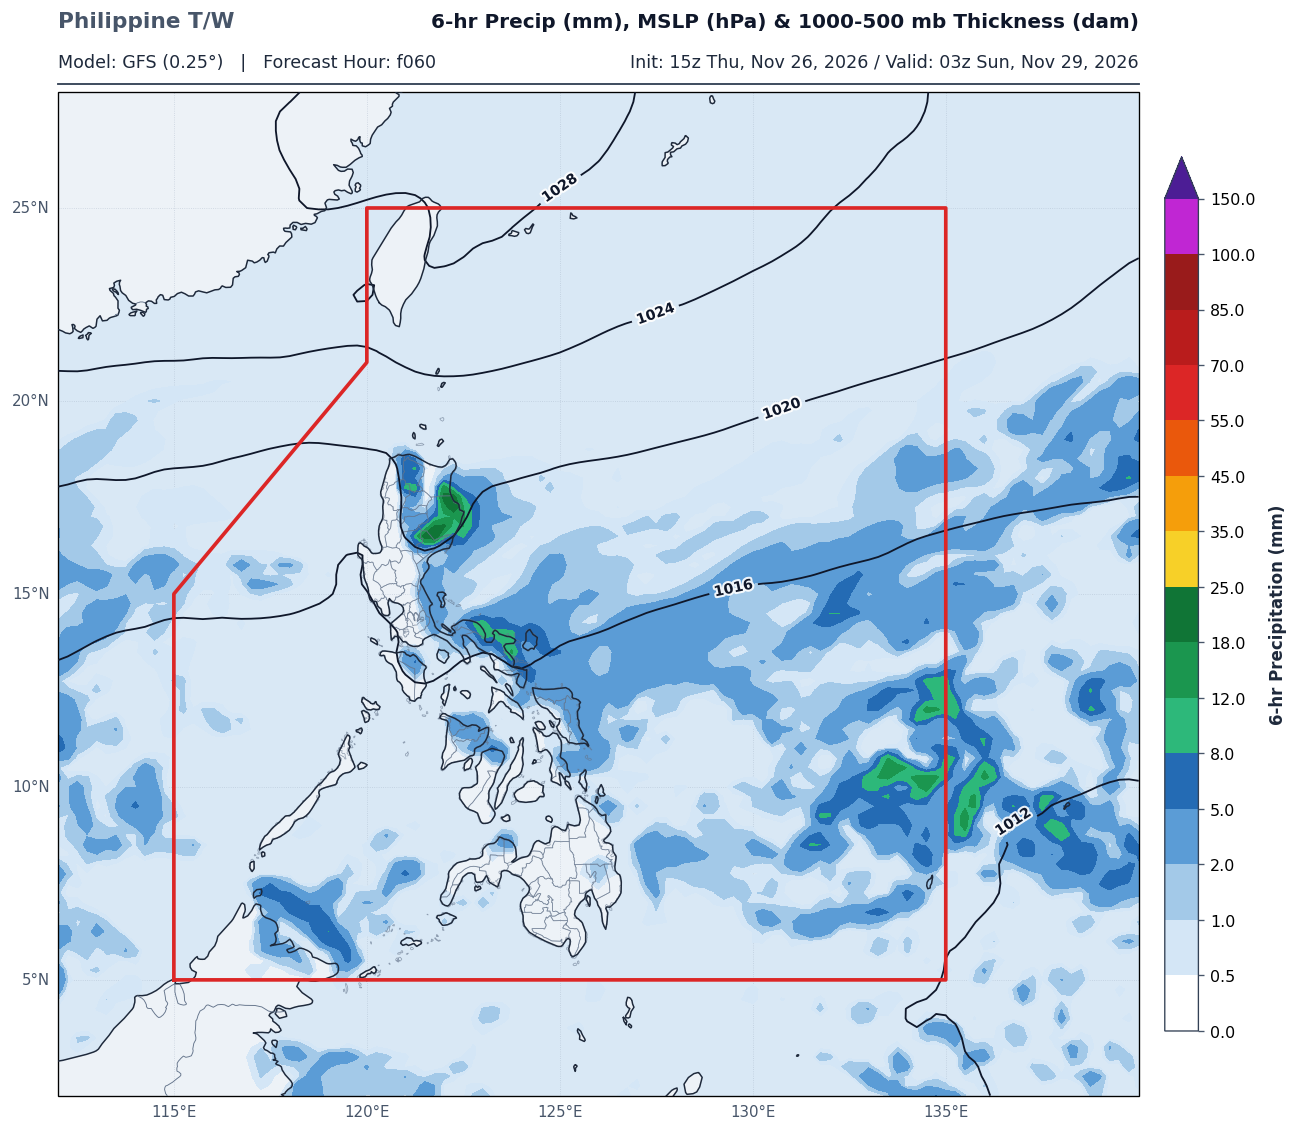 Philippine T/W
6-hr Precip (mm), MSLP (hPa) & 1000-500 mb Thickness (dam)
Model: GFS (0.25°) | Forecast Hour: f060
Init: 15z Thu, Nov 26, 2026 / Valid: 03z Sun, Nov 29, 2026
25°N
20°N
15°N
10°N
5°N
115°E
120°E
125°E
130°E
135°E
1028
1024
1020
1016
1012
150.0
100.0
85.0
70.0
55.0
45.0
35.0
25.0
18.0
12.0
8.0
5.0
2.0
1.0
0.5
0.0
6-hr Precipitation (mm)